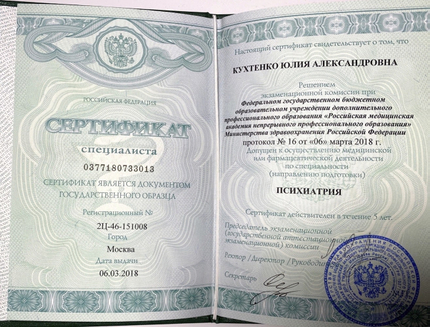 РОССИЙСКАЯ ФЕДЕРАЦИЯ
СЕРТИФИКАТ
специалиста
0377180733013
СЕРТИФИКАТ ЯВЛЯЕТСЯ ДОКУМЕНТОМ
ГОСУДАРСТВЕННОГО ОБРАЗЦА
Регистрационный №
2Ц-46-151008
Город
Москва
Дата выдачи
06.03.2018
Настоящий сертификат свидетельствует о том, что
КУХТЕНКО ЮЛИЯ АЛЕКСАНДРОВНА
Решением
экзаменационной комиссии при
Федеральном государственном бюджетном
образовательном учреждении дополнительного
профессионального образования «Российская медицинская
академия непрерывного профессионального образования»
Министерства здравоохранения Российской Федерации
протокол № 16 от «06» марта 2018 г.
Допущен к осуществлению медицинской
или фармацевтической деятельности
по специальности
(направлению подготовки)
ПСИХИАТРИЯ
Сертификат действителен в течение 5 лет.
Председатель экзаменационной
(государственной аттестационной,
экзаменационной) комиссии
Ректор /Директор /Руководитель
Секретарь